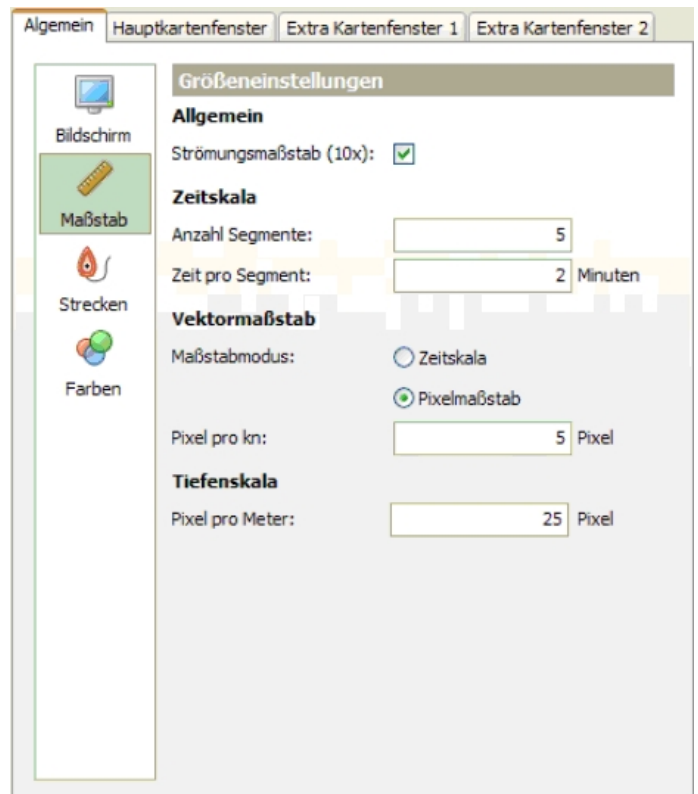 Algemein Hauptkartenfenster Extra Kartenfenster 1 Extra Kartenfenster 2
Bildschirm
Maßstab
Strecken
Farben
Größeneinstellungen
Allgemein
Strömungsmaßstab (10x):
Zeitskala
Anzahl Segmente: 5
Zeit pro Segment: 2 Minuten
Vektormaßstab
Maßstabmodus: Zeitskala
Pixelmaßstab
Pixel pro kn: 5 Pixel
Tiefenskala
Pixel pro Meter: 25 Pixel